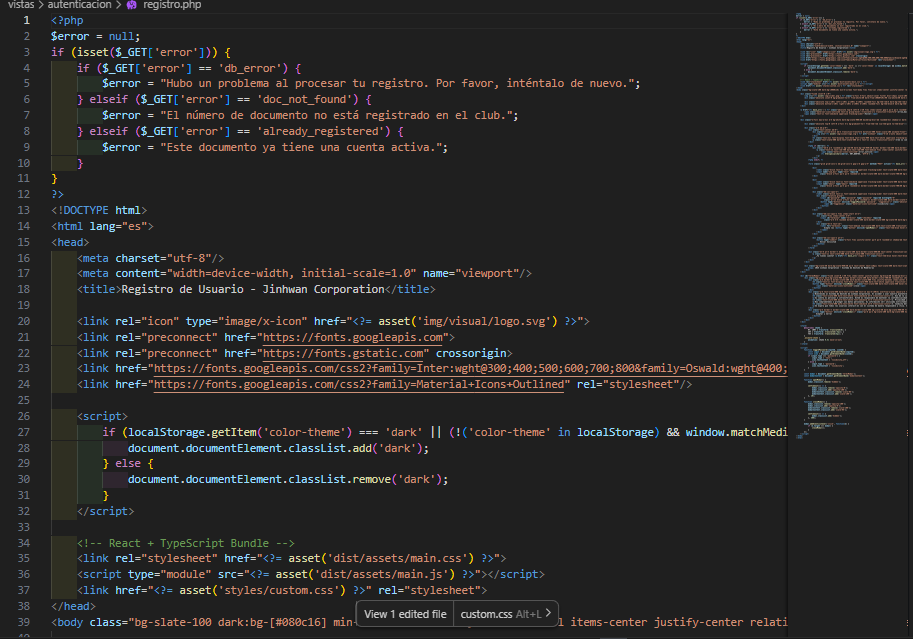 vistas > autenticacion > registro.php
1 <?php
2 $error = null;
3 if (isset($_GET['error'])) {
4 if ($_GET['error'] == 'db_error') {
5 $error = "Hubo un problema al procesar tu registro. Por favor, inténtalo de nuevo.";
6 } elseif ($_GET['error'] == 'doc_not_found') {
7 $error = "El número de documento no está registrado en el club.";
8 } elseif ($_GET['error'] == 'already_registered') {
9 $error = "Este documento ya tiene una cuenta activa.";
10 }
11 }
12 ?>
13 <!DOCTYPE html>
14 <html lang="es">
15 <head>
16 <meta charset="utf-8"/>
17 <meta content="width=device-width, initial-scale=1.0" name="viewport"/>
18 <title>Registro de Usuario - Jinhwan Corporation</title>
19
20 <link rel="icon" type="image/x-icon" href="<?= asset('img/visual/logo.svg') ?>">
21 <link rel="preconnect" href="https://fonts.googleapis.com">
22 <link rel="preconnect" href="https://fonts.gstatic.com" crossorigin>
23 <link href="https://fonts.googleapis.com/css2?family=Inter:wght@300;400;500;600;700;800&family=Oswald:wght@400;
24 <link href="https://fonts.googleapis.com/css2?family=Material+Icons+Outlined" rel="stylesheet"/>
25
26 <script>
27 if (localStorage.getItem('color-theme') === 'dark' || (!('color-theme' in localStorage) && window.matchMedi
28 document.documentElement.classList.add('dark');
29 } else {
30 document.documentElement.classList.remove('dark');
31 }
32 </script>
33
34 <!-- React + TypeScript Bundle -->
35 <link rel="stylesheet" href="<?= asset('dist/assets/main.css') ?>">
36 <script type="module" src="<?= asset('dist/assets/main.js') ?>"></script>
37 <link href="<?= asset('styles/custom.css') ?>" rel="stylesheet">
38 </head>
View 1 edited file custom.css Alt+L >
39 <body class="bg-slate-100 dark:bg-[#080c16] min- l items-center justify-center relati